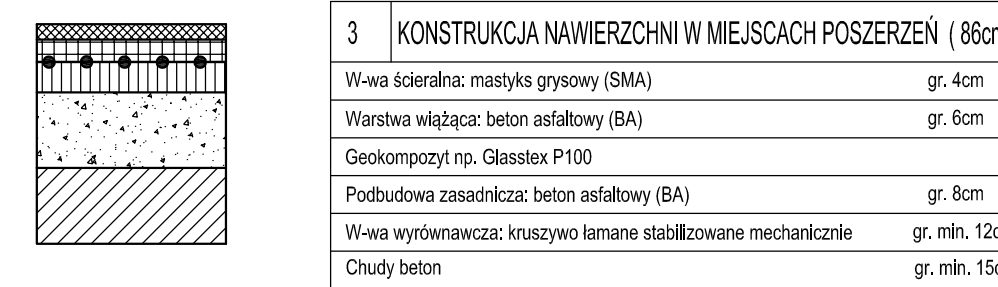 3 KONSTRUKCJA NAWIERZCHNI W MIEJSCACH POSZERZEŃ ( 86cm
W-wa ścieralna: mastyks grysowy (SMA) gr. 4cm
Warstwa wiążąca: beton asfaltowy (BA) gr. 6cm
Geokompozyt np. Glasstex P100
Podbudowa zasadnicza: beton asfaltowy (BA) gr. 8cm
W-wa wyrównawcza: kruszywo łamane stabilizowane mechanicznie gr. min. 12c
Chudy beton gr. min. 15c